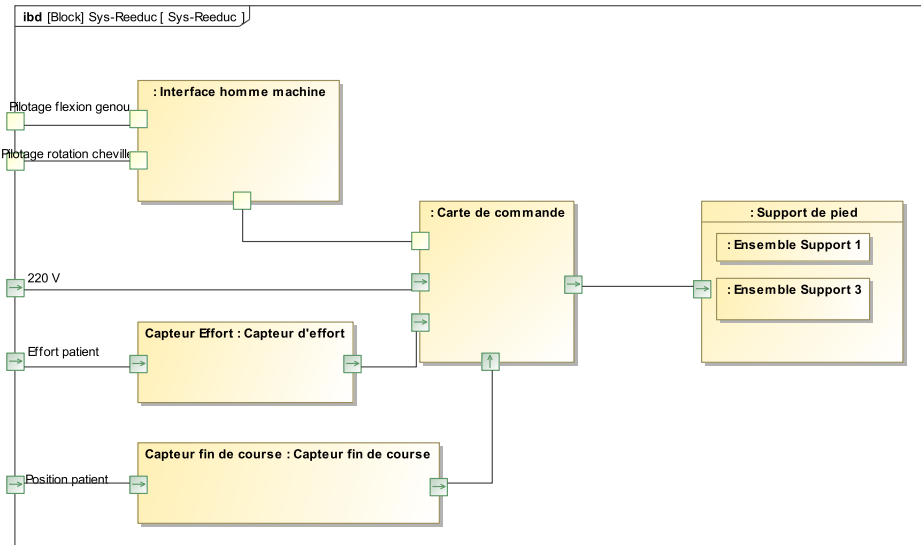 ibd [Block] Sys-Reeduc [ Sys-Reeduc ]
: Interface homme machine
Pilotage flexion genou
Pilotage rotation cheville
: Carte de commande
: Support de pied
: Ensemble Support 1
220 V
: Ensemble Support 3
Capteur Effort : Capteur d'effort
Effort patient
Capteur fin de course : Capteur fin de course
Position patient